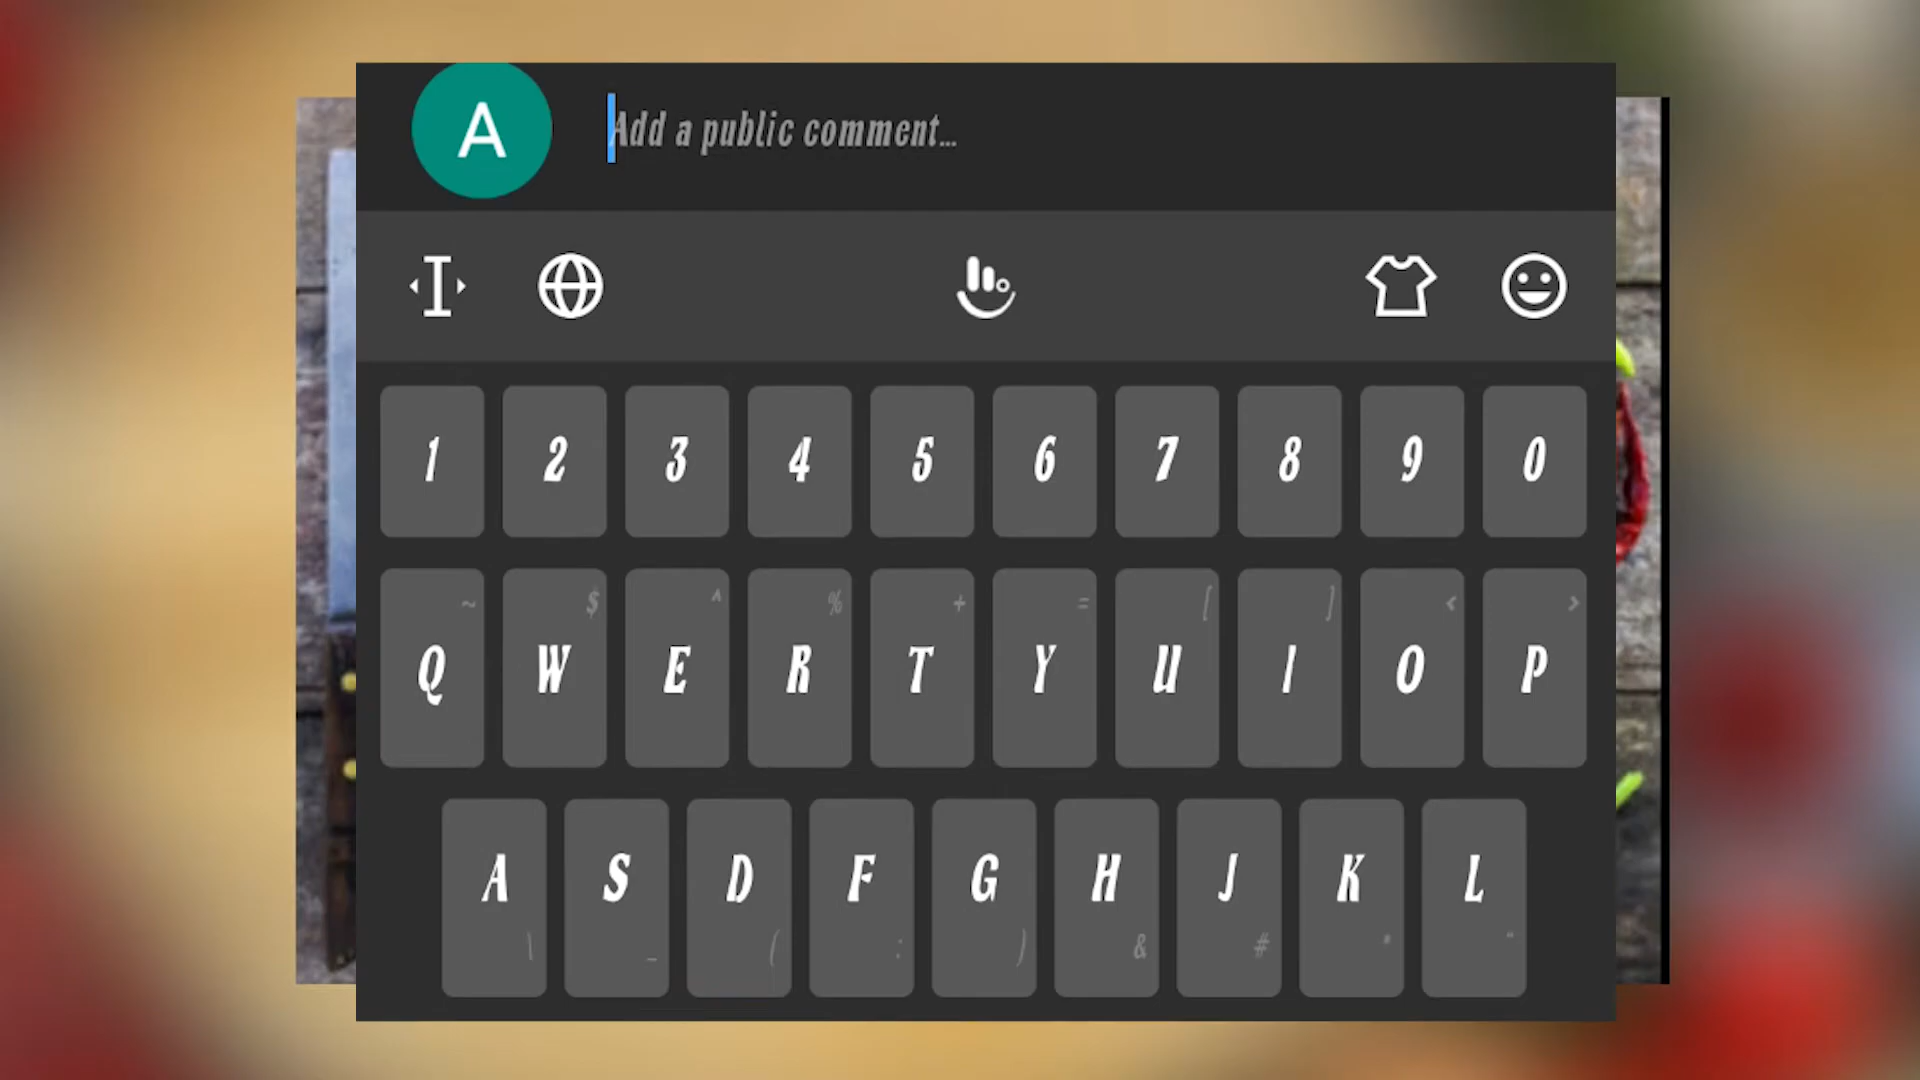 A Add a public comment...
1 2 3 4 5 6 7 8 9 0
~ $ ^ % + = [ ] < >
Q W E R T Y U I O P
A S D F G H J K L
\ _ ( : ) & # * "